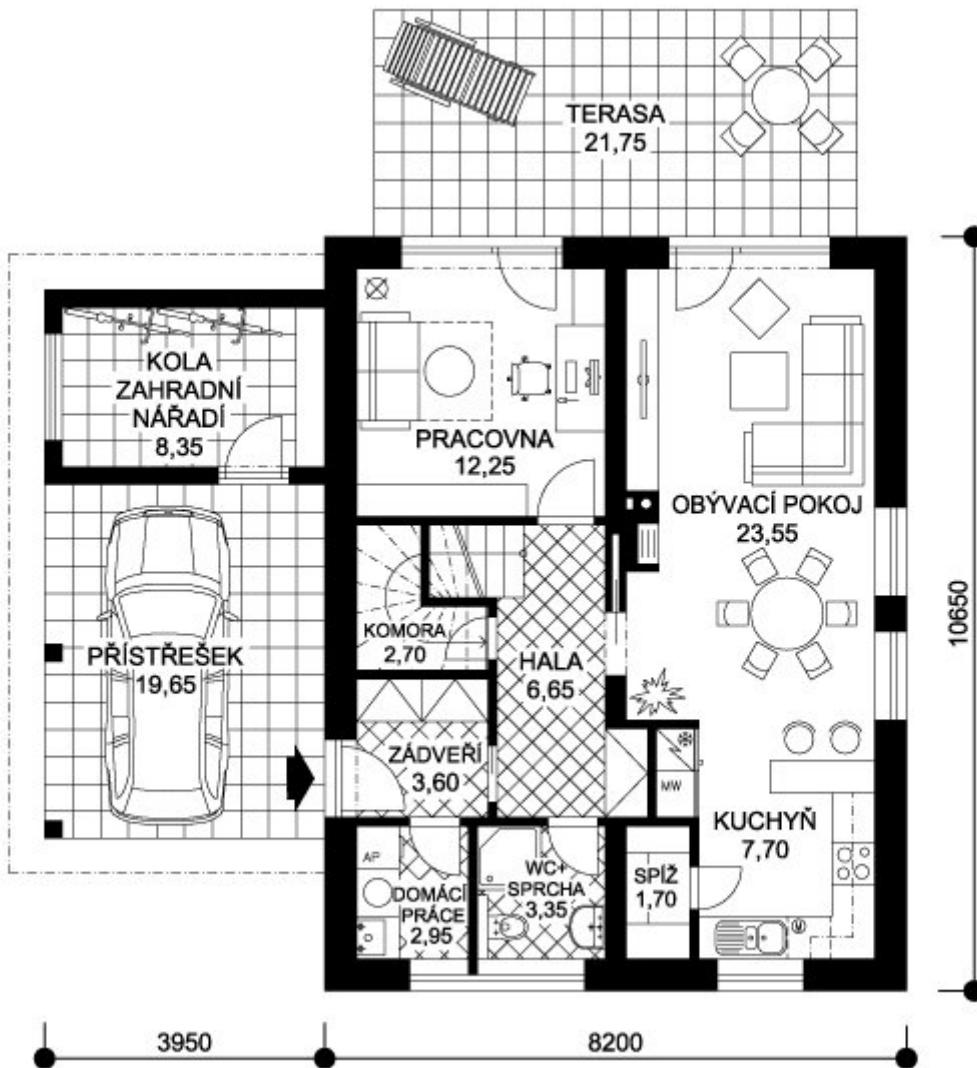 TERASA
21,75
KOLA
ZAHRADNÍ
NÁŘADÍ
8,35
PRACOVNA
12,25
OBÝVACÍ POKOJ
23,55
10650
KOMORA
2,70
PŘÍSTŘEŠEK
19,65
HALA
6,65
ZÁDVEŘÍ
3,60
MW
KUCHYŇ
7,70
AP
DOMÁCÍ
PRÁCE
2,95
WC+
SPRCHA
3,35
SPÍŽ
1,70
M
3950
8200